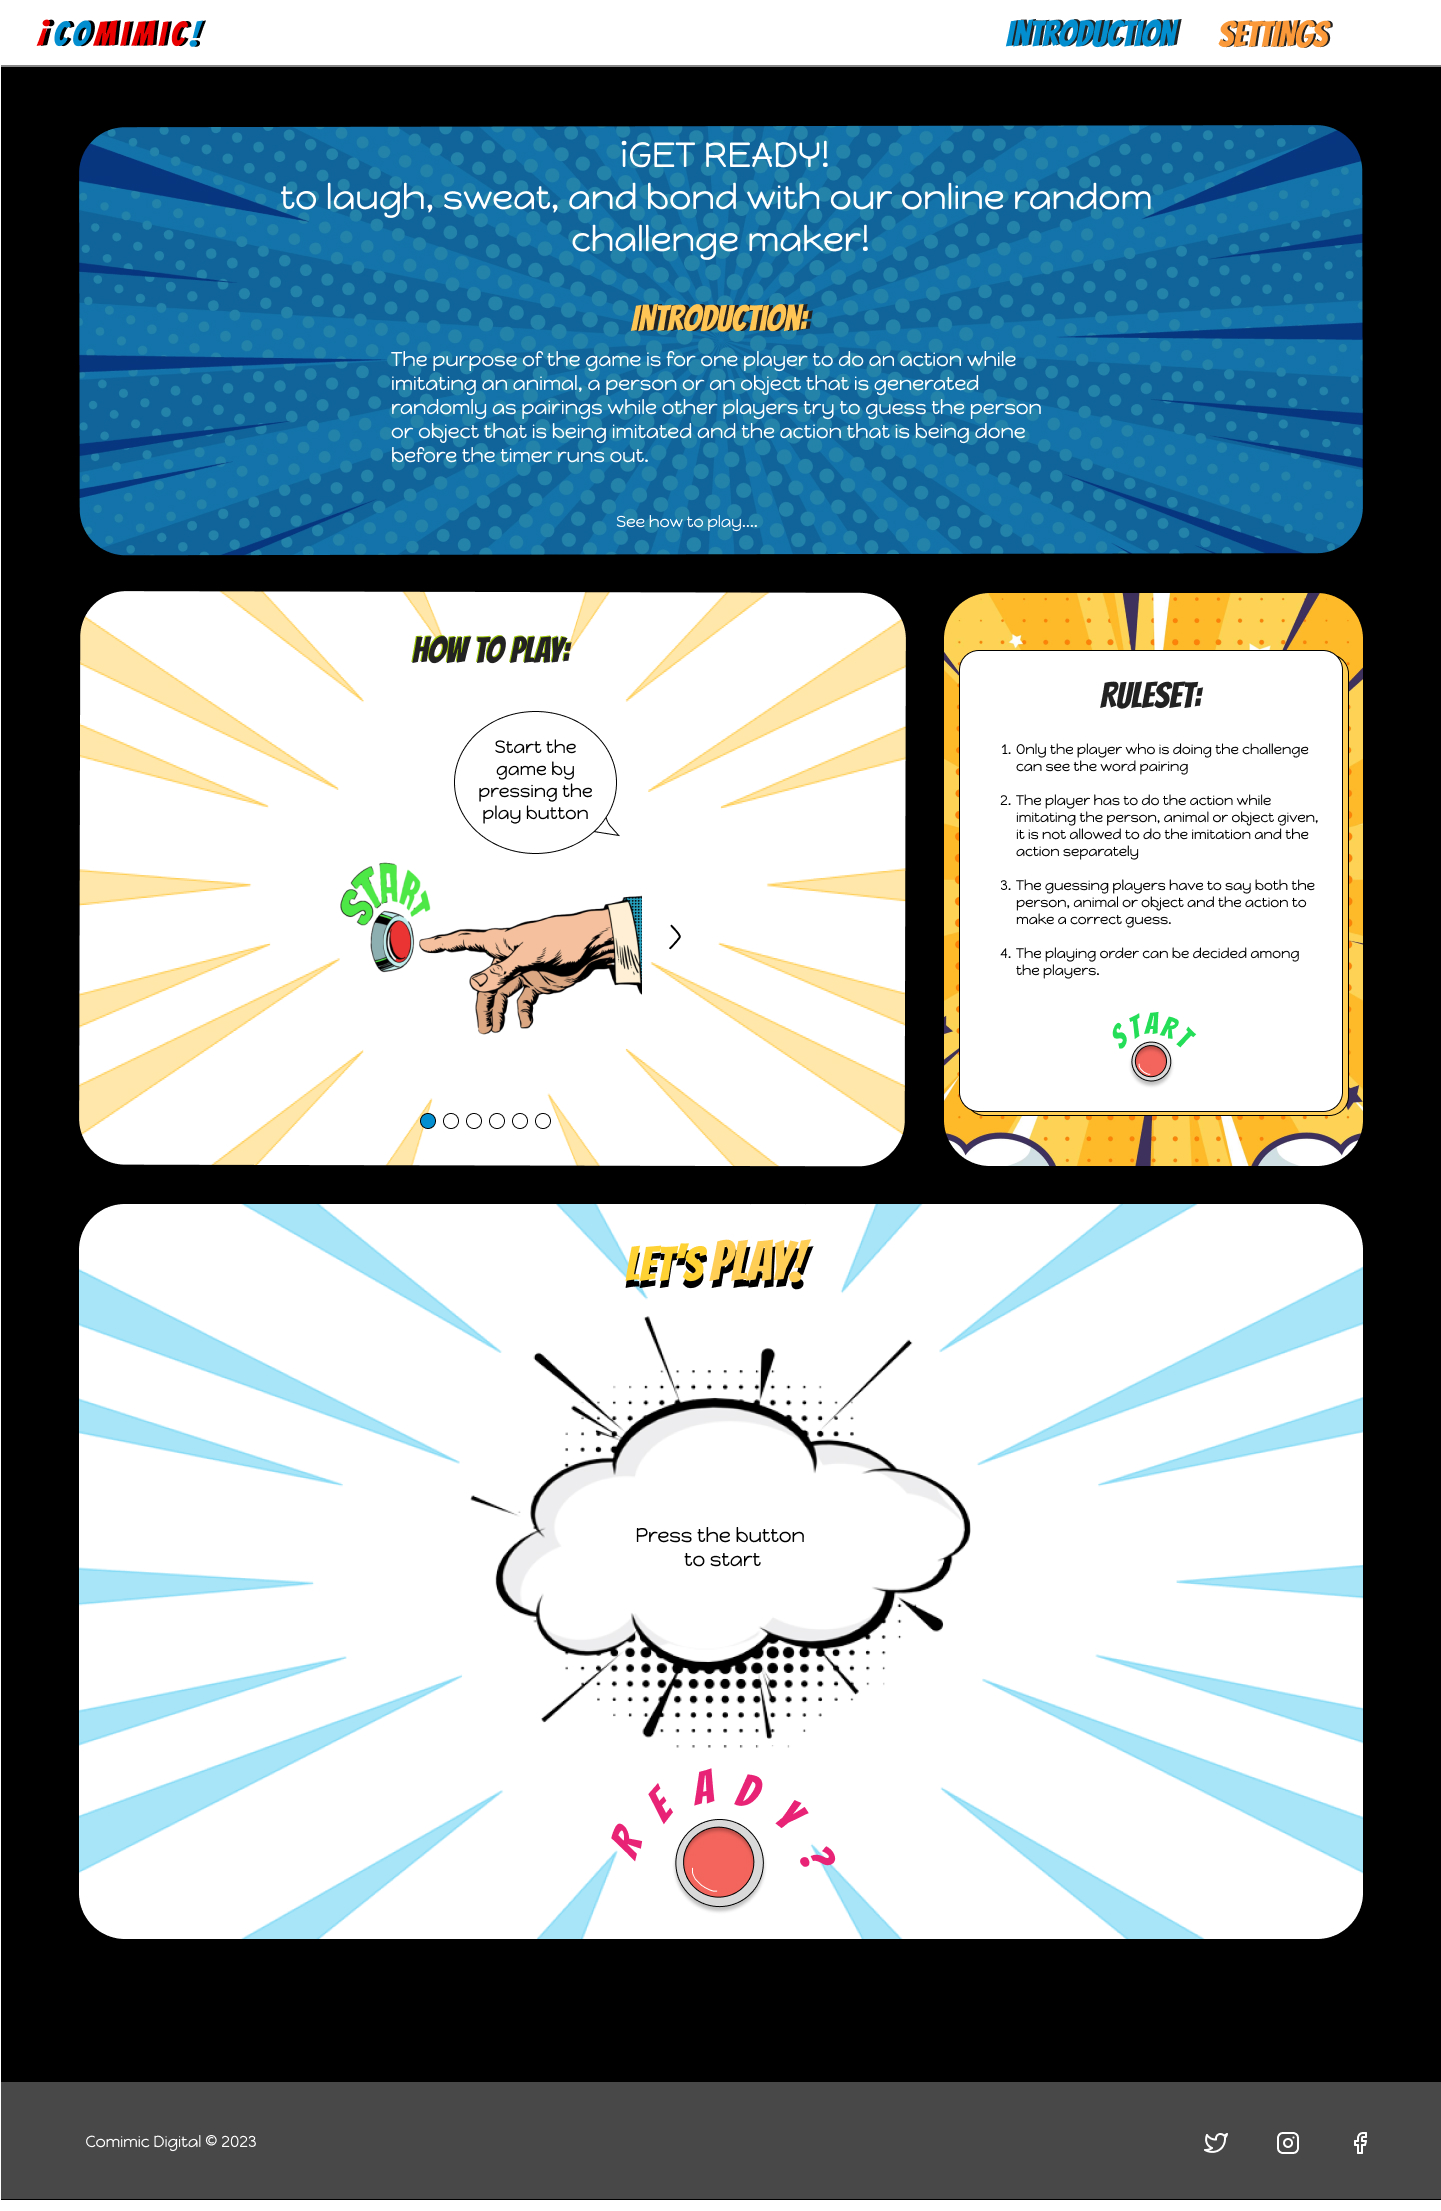 ¡COMIMIC!
INTRODUCTION
SETTINGS
¡GET READY!
to laugh, sweat, and bond with our online random
challenge maker!
INTRODUCTION:
The purpose of the game is for one player to do an action while
imitating an animal, a person or an object that is generated
randomly as pairings while other players try to guess the person
or object that is being imitated and the action that is being done
before the timer runs out.
See how to play....
HOW TO PLAY:
Start the
game by
pressing the
play button
START
RULESET:
1. Only the player who is doing the challenge
can see the word pairing
2. The player has to do the action while
imitating the person, animal or object given,
it is not allowed to do the imitation and the
action separately
3. The guessing players have to say both the
person, animal or object and the action to
make a correct guess.
4. The playing order can be decided among
the players.
START
LET'S PLAY!
Press the button
to start
READY?
Comimic Digital © 2023